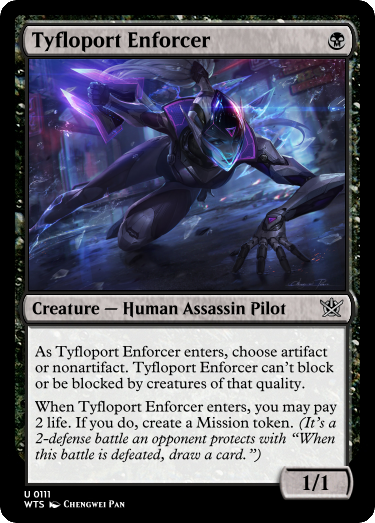 Tyfloport Enforcer
Creature — Human Assassin Pilot
As Tyfloport Enforcer enters, choose artifact
or nonartifact. Tyfloport Enforcer can't block
or be blocked by creatures of that quality.
When Tyfloport Enforcer enters, you may pay
2 life. If you do, create a Mission token. (It's a
2-defense battle an opponent protects with “When
this battle is defeated, draw a card.”)
1/1
U 0111
WTS Chengwei Pan